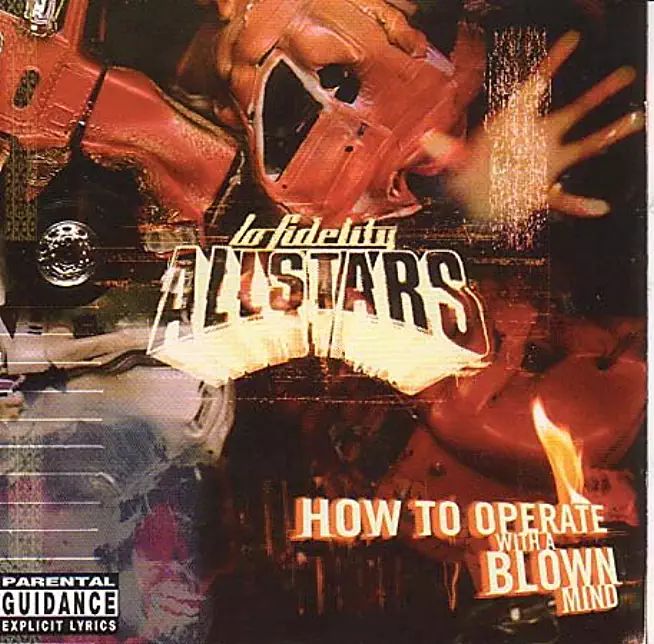 lo fidelity
ALLSTARS
HOW TO OPERATE
WITH A
BLOWN
MIND
PARENTAL
GUIDANCE
EXPLICIT LYRICS